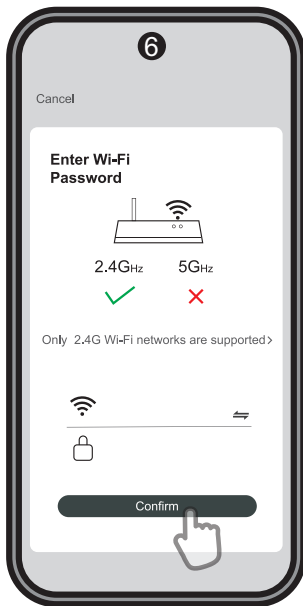 6
Cancel
Enter Wi-Fi
Password
2.4GHz 5GHz
Only 2.4G Wi-Fi networks are supported>
Confirm